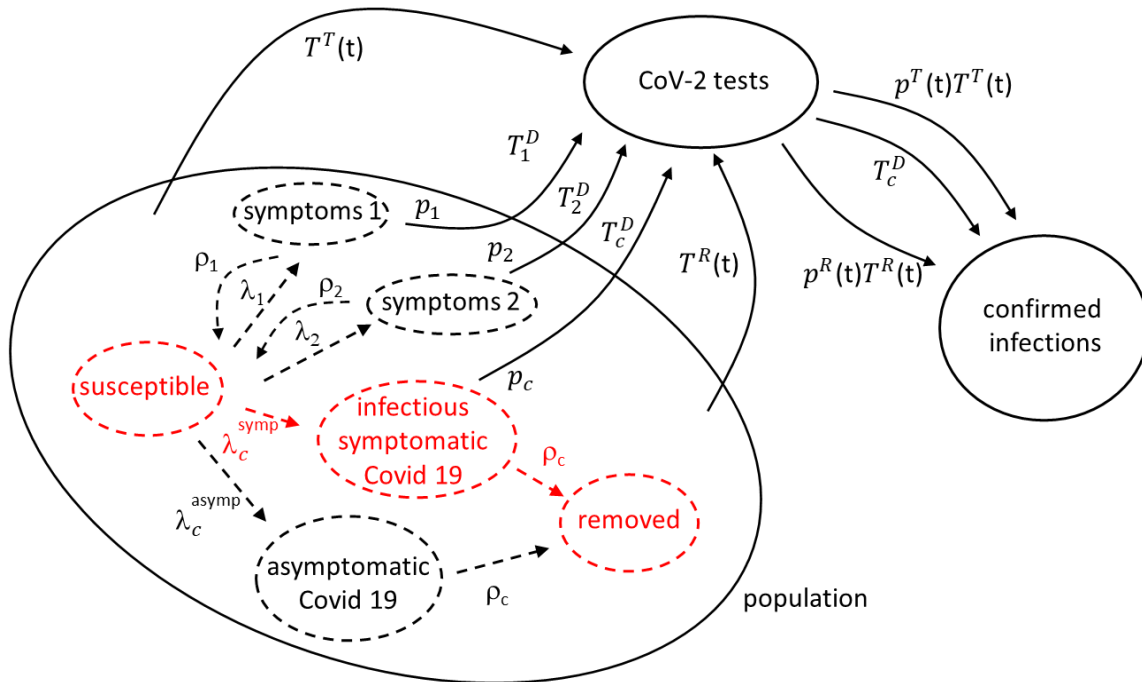 T^T(t)
CoV-2 tests
p^T(t)T^T(t)
T_1^D
T_2^D
T_c^D
T_c^D
symptoms 1
p_1
p_2
T^R(t)
p^R(t)T^R(t)
ρ_1
λ_1
ρ_2
symptoms 2
λ_2
confirmed
infections
susceptible
p_c
infectious
symptomatic
Covid 19
λ_c^symp
ρ_c
λ_c^asymp
removed
asymptomatic
Covid 19
ρ_c
population